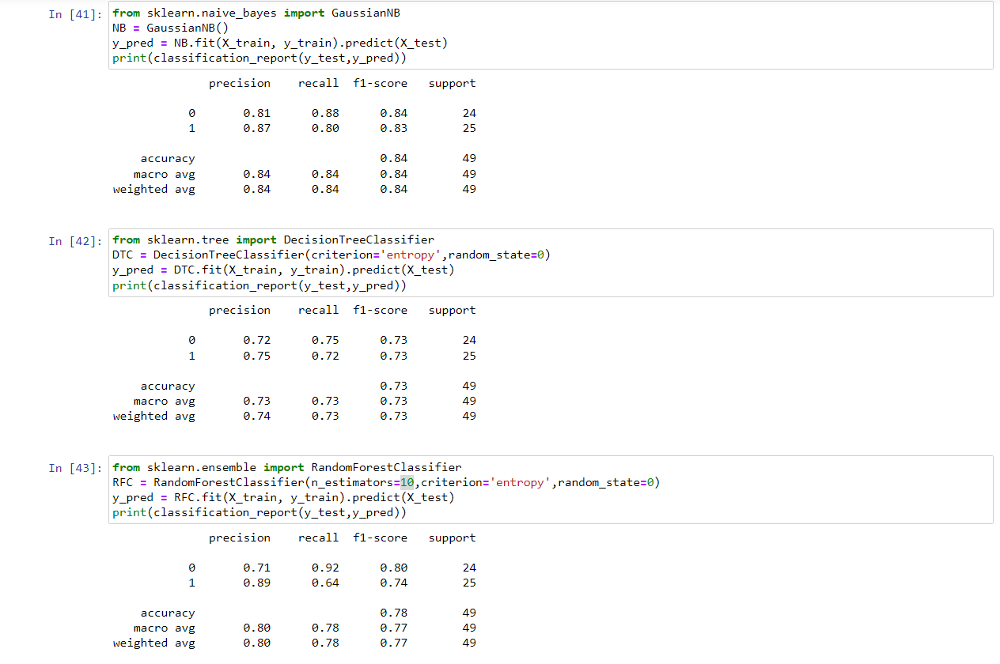 In [41]: from sklearn.naive_bayes import GaussianNB
NB = GaussianNB()
y_pred = NB.fit(X_train, y_train).predict(X_test)
print(classification_report(y_test,y_pred))
precision recall f1-score support
0 0.81 0.88 0.84 24
1 0.87 0.80 0.83 25
accuracy 0.84 49
macro avg 0.84 0.84 0.84 49
weighted avg 0.84 0.84 0.84 49
In [42]: from sklearn.tree import DecisionTreeClassifier
DTC = DecisionTreeClassifier(criterion='entropy',random_state=0)
y_pred = DTC.fit(X_train, y_train).predict(X_test)
print(classification_report(y_test,y_pred))
precision recall f1-score support
0 0.72 0.75 0.73 24
1 0.75 0.72 0.73 25
accuracy 0.73 49
macro avg 0.73 0.73 0.73 49
weighted avg 0.74 0.73 0.73 49
In [43]: from sklearn.ensemble import RandomForestClassifier
RFC = RandomForestClassifier(n_estimators=10,criterion='entropy',random_state=0)
y_pred = RFC.fit(X_train, y_train).predict(X_test)
print(classification_report(y_test,y_pred))
precision recall f1-score support
0 0.71 0.92 0.80 24
1 0.89 0.64 0.74 25
accuracy 0.78 49
macro avg 0.80 0.78 0.77 49
weighted avg 0.80 0.78 0.77 49